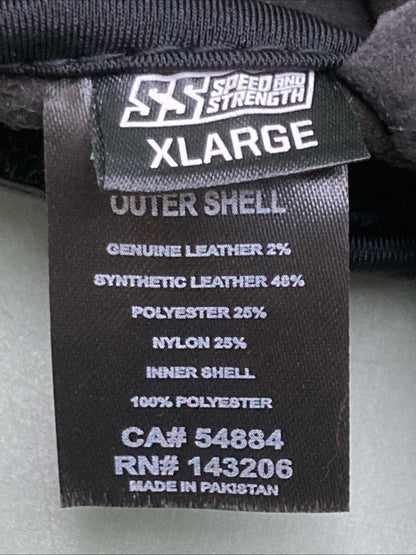 SS SPEED AND
STRENGTH
XLARGE
OUTER SHELL
GENUINE LEATHER 2%
SYNTHETIC LEATHER 48%
POLYESTER 25%
NYLON 25%
INNER SHELL
100% POLYESTER
CA# 54884
RN# 143206
MADE IN PAKISTAN